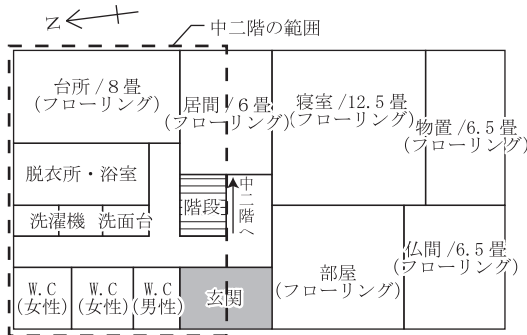 N
中二階の範囲
台所/8畳
(フローリング)
居間/6畳
(フローリング)
寝室/12.5畳
(フローリング)
物置/6.5畳
(フローリング)
脱衣所・浴室
洗濯機
洗面台
階段
中二階へ
W.C
(女性)
W.C
(女性)
W.C
(男性)
玄関
部屋
(フローリング)
仏間/6.5畳
(フローリング)